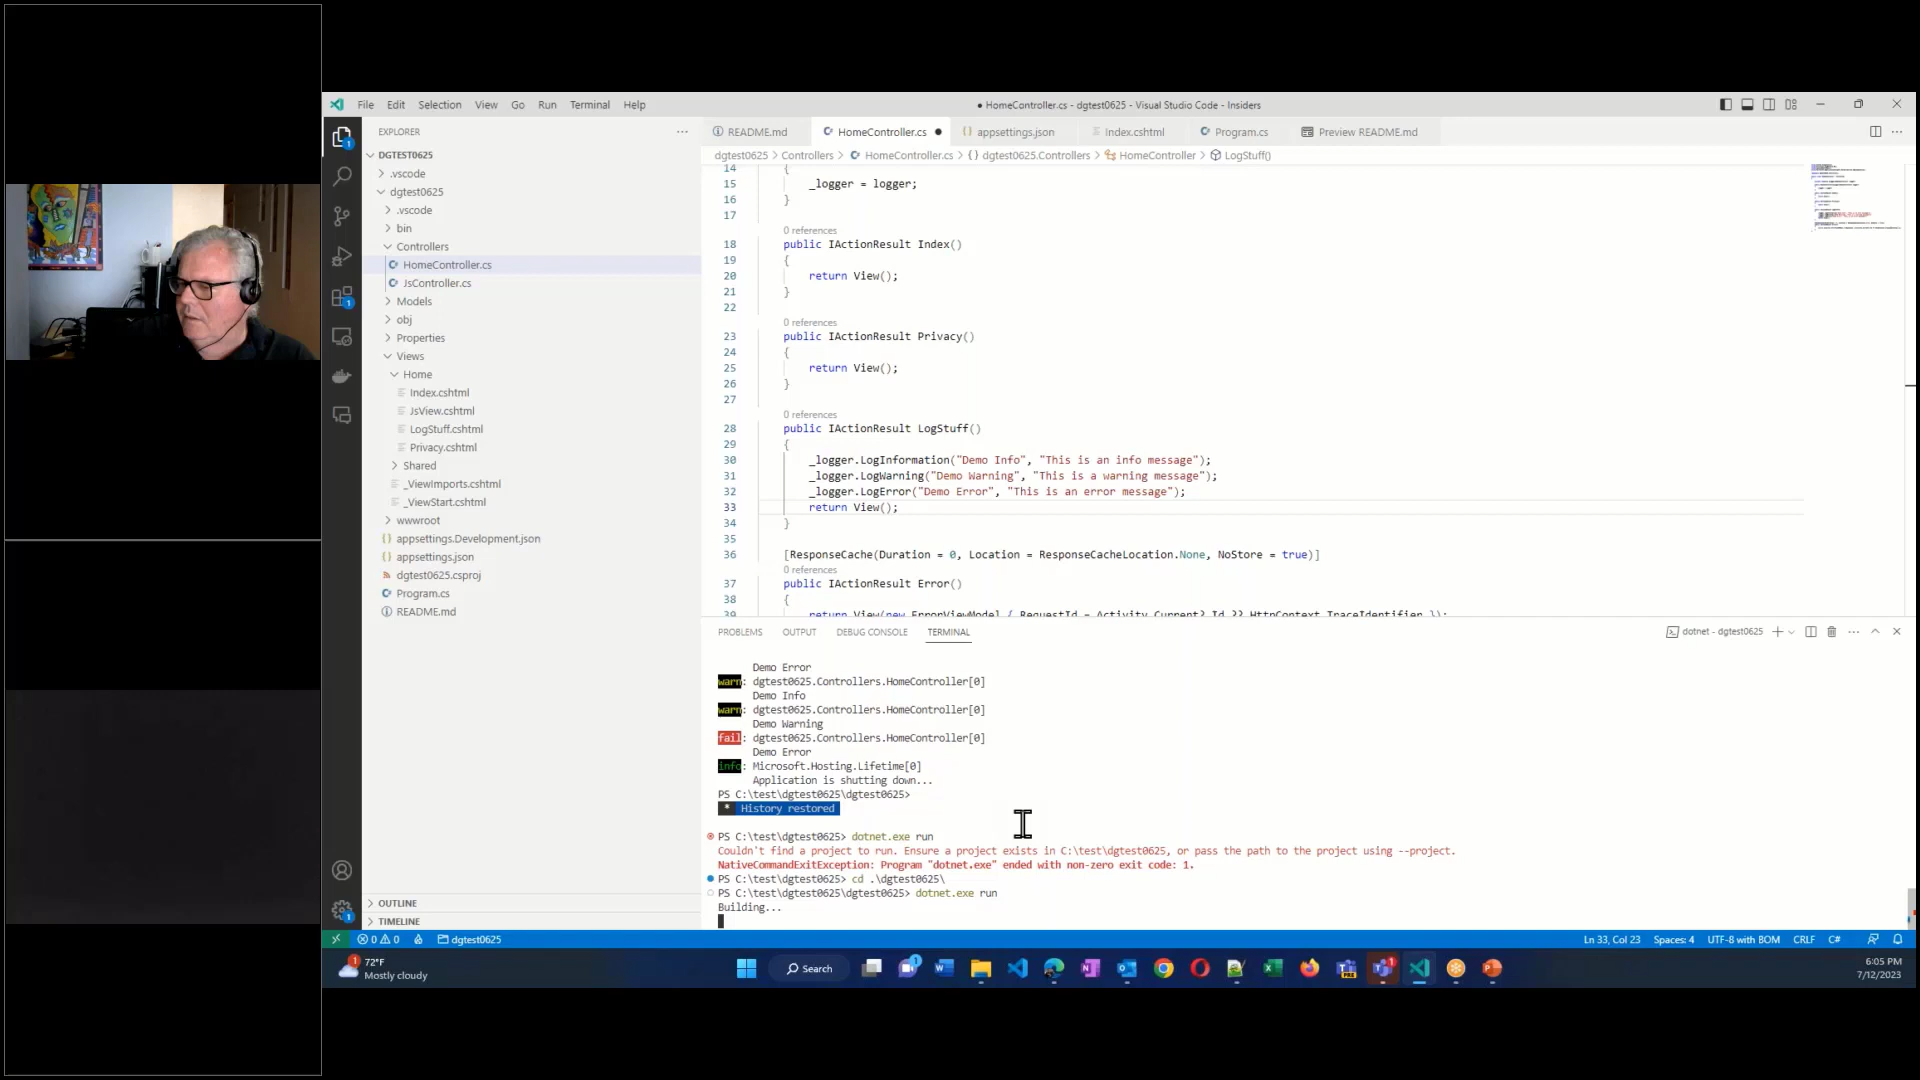 File Edit Selection View Go Run Terminal Help
● HomeController.cs - dgtest0625 - Visual Studio Code - Insiders
EXPLORER
DGTEST0625
.vscode
dgtest0625
.vscode
bin
Controllers
HomeController.cs
JsController.cs
Models
obj
Properties
Views
Home
Index.cshtml
JsView.cshtml
LogStuff.cshtml
Privacy.cshtml
Shared
_ViewImports.cshtml
_ViewStart.cshtml
wwwroot
appsettings.Development.json
appsettings.json
dgtest0625.csproj
Program.cs
README.md
OUTLINE
TIMELINE
README.md HomeController.cs ● appsettings.json Index.cshtml Program.cs Preview README.md
dgtest0625 > Controllers > HomeController.cs > {} dgtest0625.Controllers > HomeController > LogStuff()
14 {
15 _logger = logger;
16 }
17
0 references
18 public IActionResult Index()
19 {
20 return View();
21 }
22
0 references
23 public IActionResult Privacy()
24 {
25 return View();
26 }
27
0 references
28 public IActionResult LogStuff()
29 {
30 _logger.LogInformation("Demo Info", "This is an info message");
31 _logger.LogWarning("Demo Warning", "This is a warning message");
32 _logger.LogError("Demo Error", "This is an error message");
33 return View();
34 }
35
36 [ResponseCache(Duration = 0, Location = ResponseCacheLocation.None, NoStore = true)]
0 references
37 public IActionResult Error()
38 {
39 return View(new ErrorViewModel { RequestId = Activity.Current?.Id ?? HttpContext.TraceIdentifier });
PROBLEMS OUTPUT DEBUG CONSOLE TERMINAL
dotnet - dgtest0625
Demo Error
warn: dgtest0625.Controllers.HomeController[0]
Demo Info
warn: dgtest0625.Controllers.HomeController[0]
Demo Warning
fail: dgtest0625.Controllers.HomeController[0]
Demo Error
info: Microsoft.Hosting.Lifetime[0]
Application is shutting down...
PS C:\test\dgtest0625\dgtest0625>
* History restored
PS C:\test\dgtest0625> dotnet.exe run
Couldn't find a project to run. Ensure a project exists in C:\test\dgtest0625, or pass the path to the project using --project.
NativeCommandExitException: Program "dotnet.exe" ended with non-zero exit code: 1.
PS C:\test\dgtest0625> cd .\dgtest0625\
PS C:\test\dgtest0625\dgtest0625> dotnet.exe run
Building...
0 0 dgtest0625
Ln 33, Col 23 Spaces: 4 UTF-8 with BOM CRLF C#
72°F
Mostly cloudy
Search
6:05 PM
7/12/2023